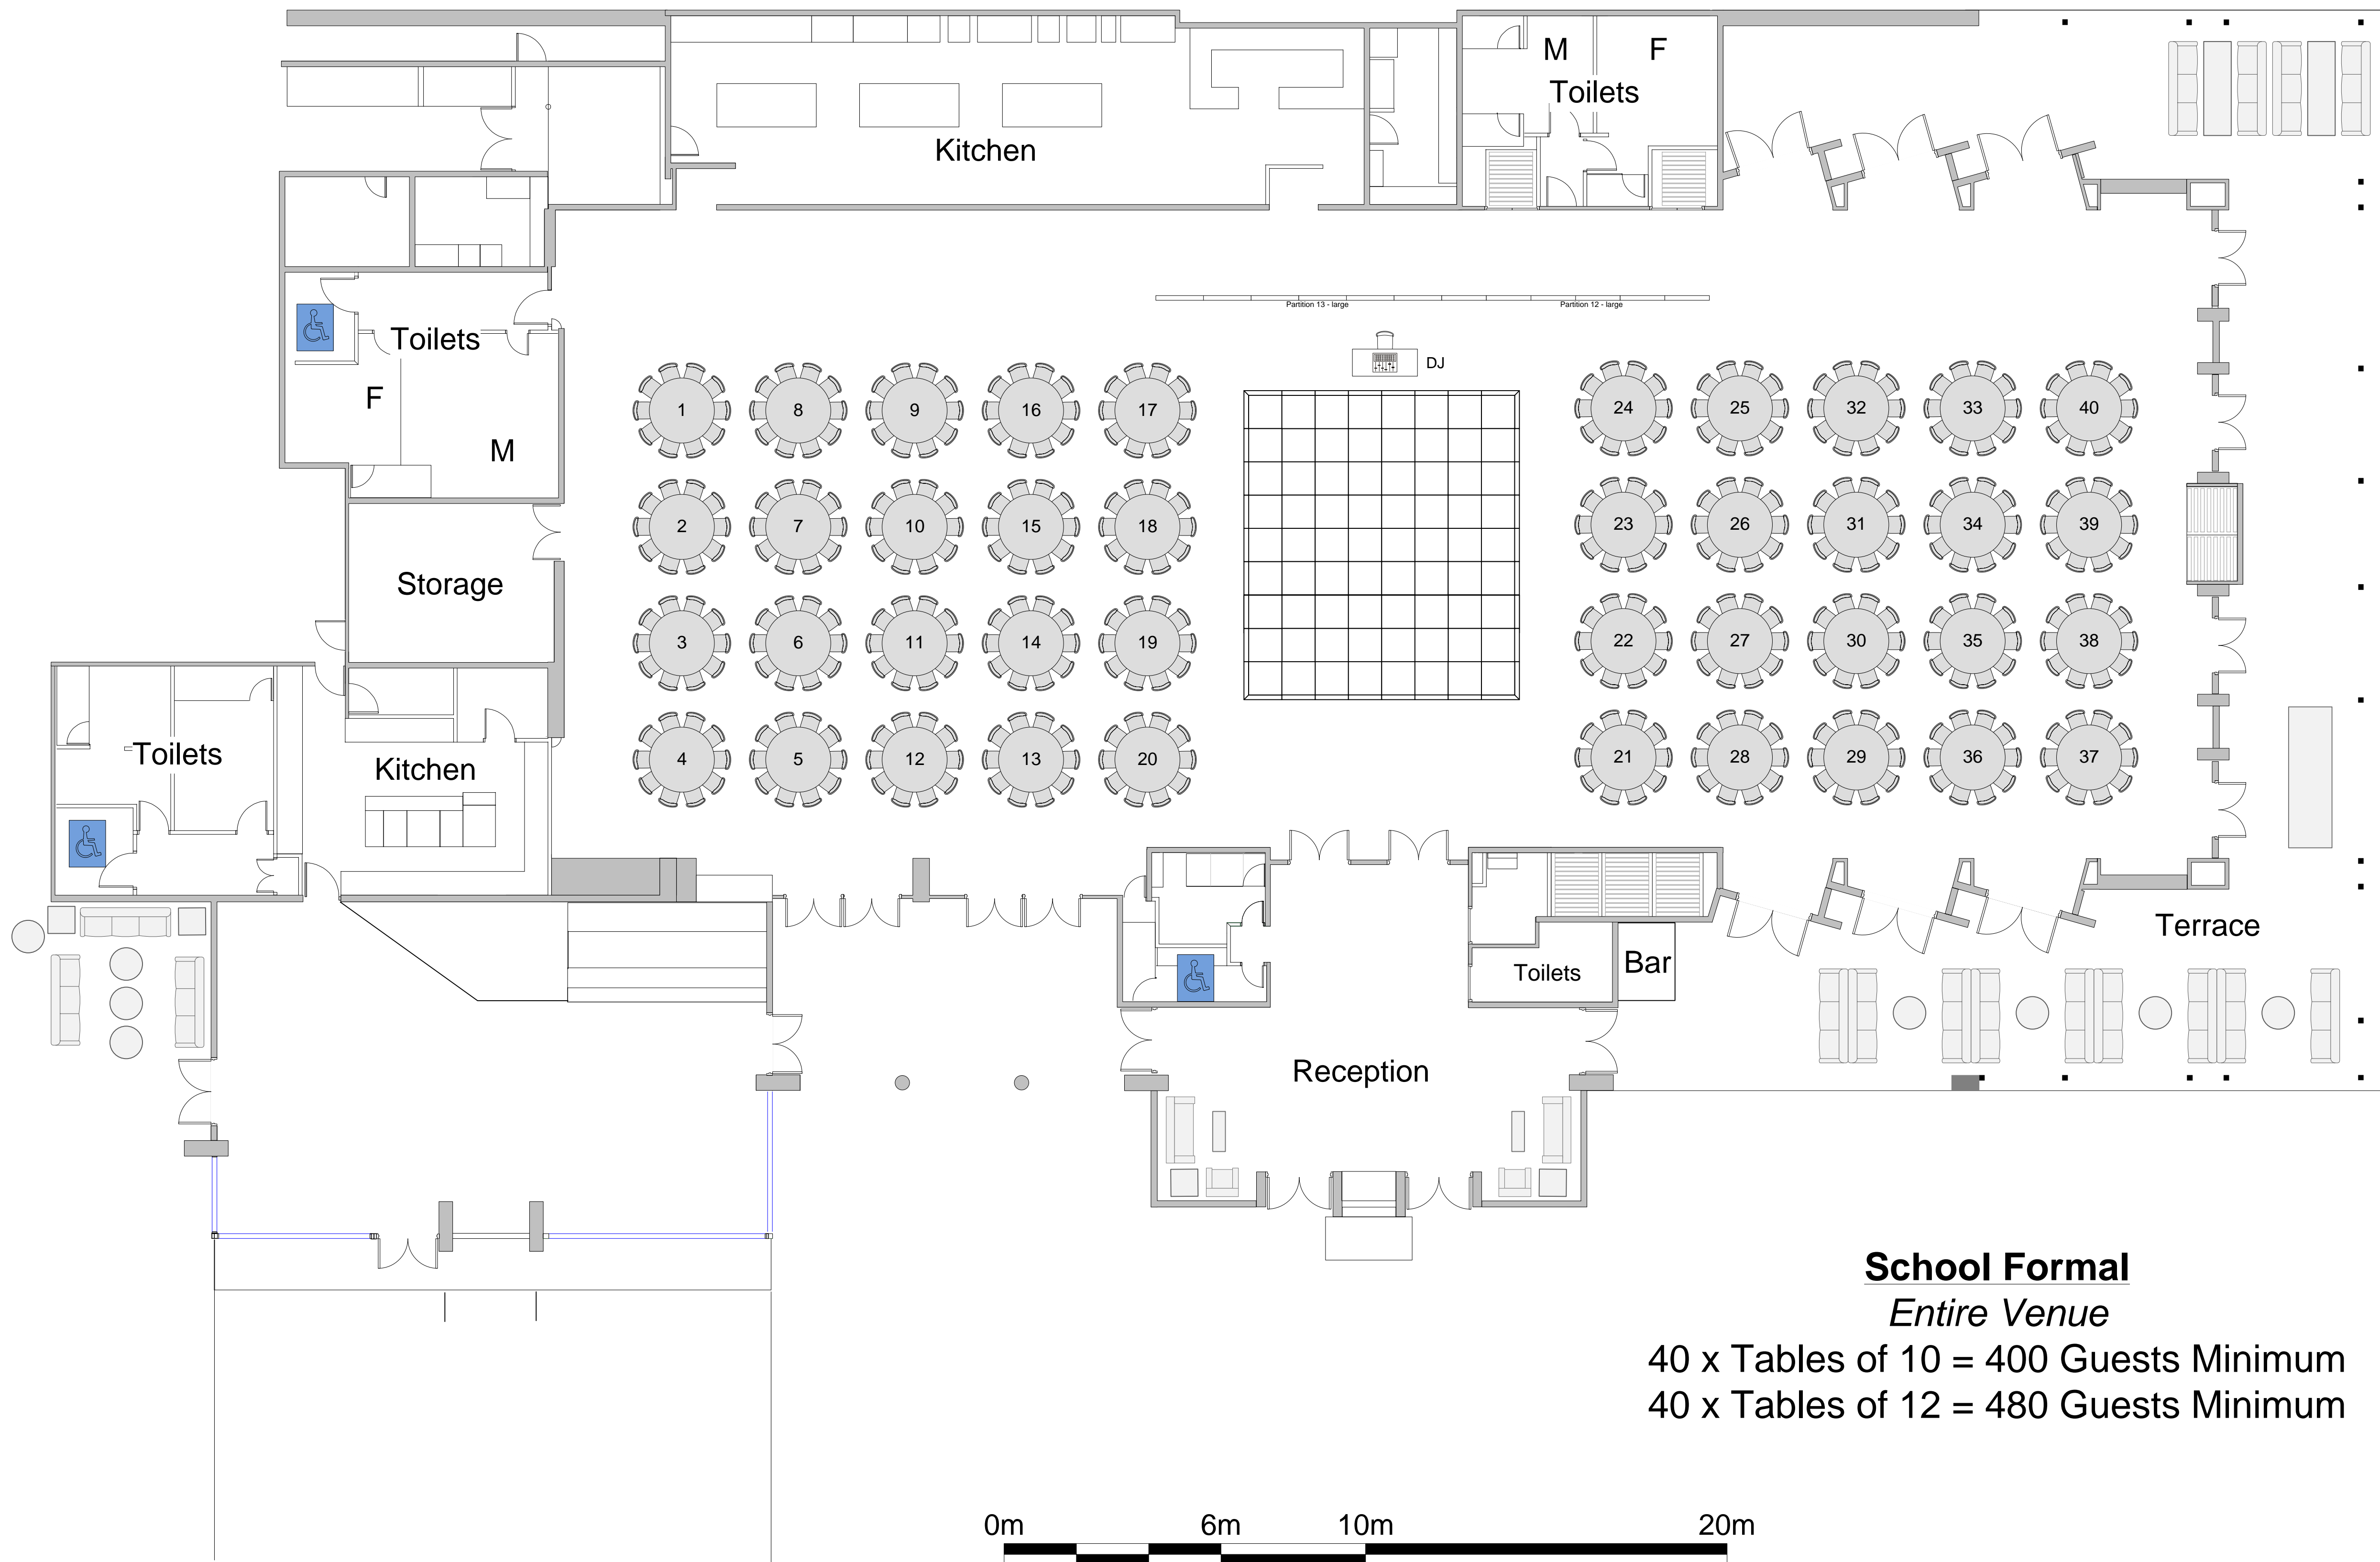 M
F
Toilets
Kitchen
Partition 13 - large
Partition 12 - large
Toilets
F
M
DJ
1
8
9
16
17
24
25
32
33
40
2
7
10
15
18
23
26
31
34
39
Storage
3
6
11
14
19
22
27
30
35
38
4
5
12
13
20
21
28
29
36
37
Toilets
Kitchen
Terrace
Toilets
Bar
Reception
School Formal
Entire Venue
40 x Tables of 10 = 400 Guests Minimum
40 x Tables of 12 = 480 Guests Minimum
0m
6m
10m
20m